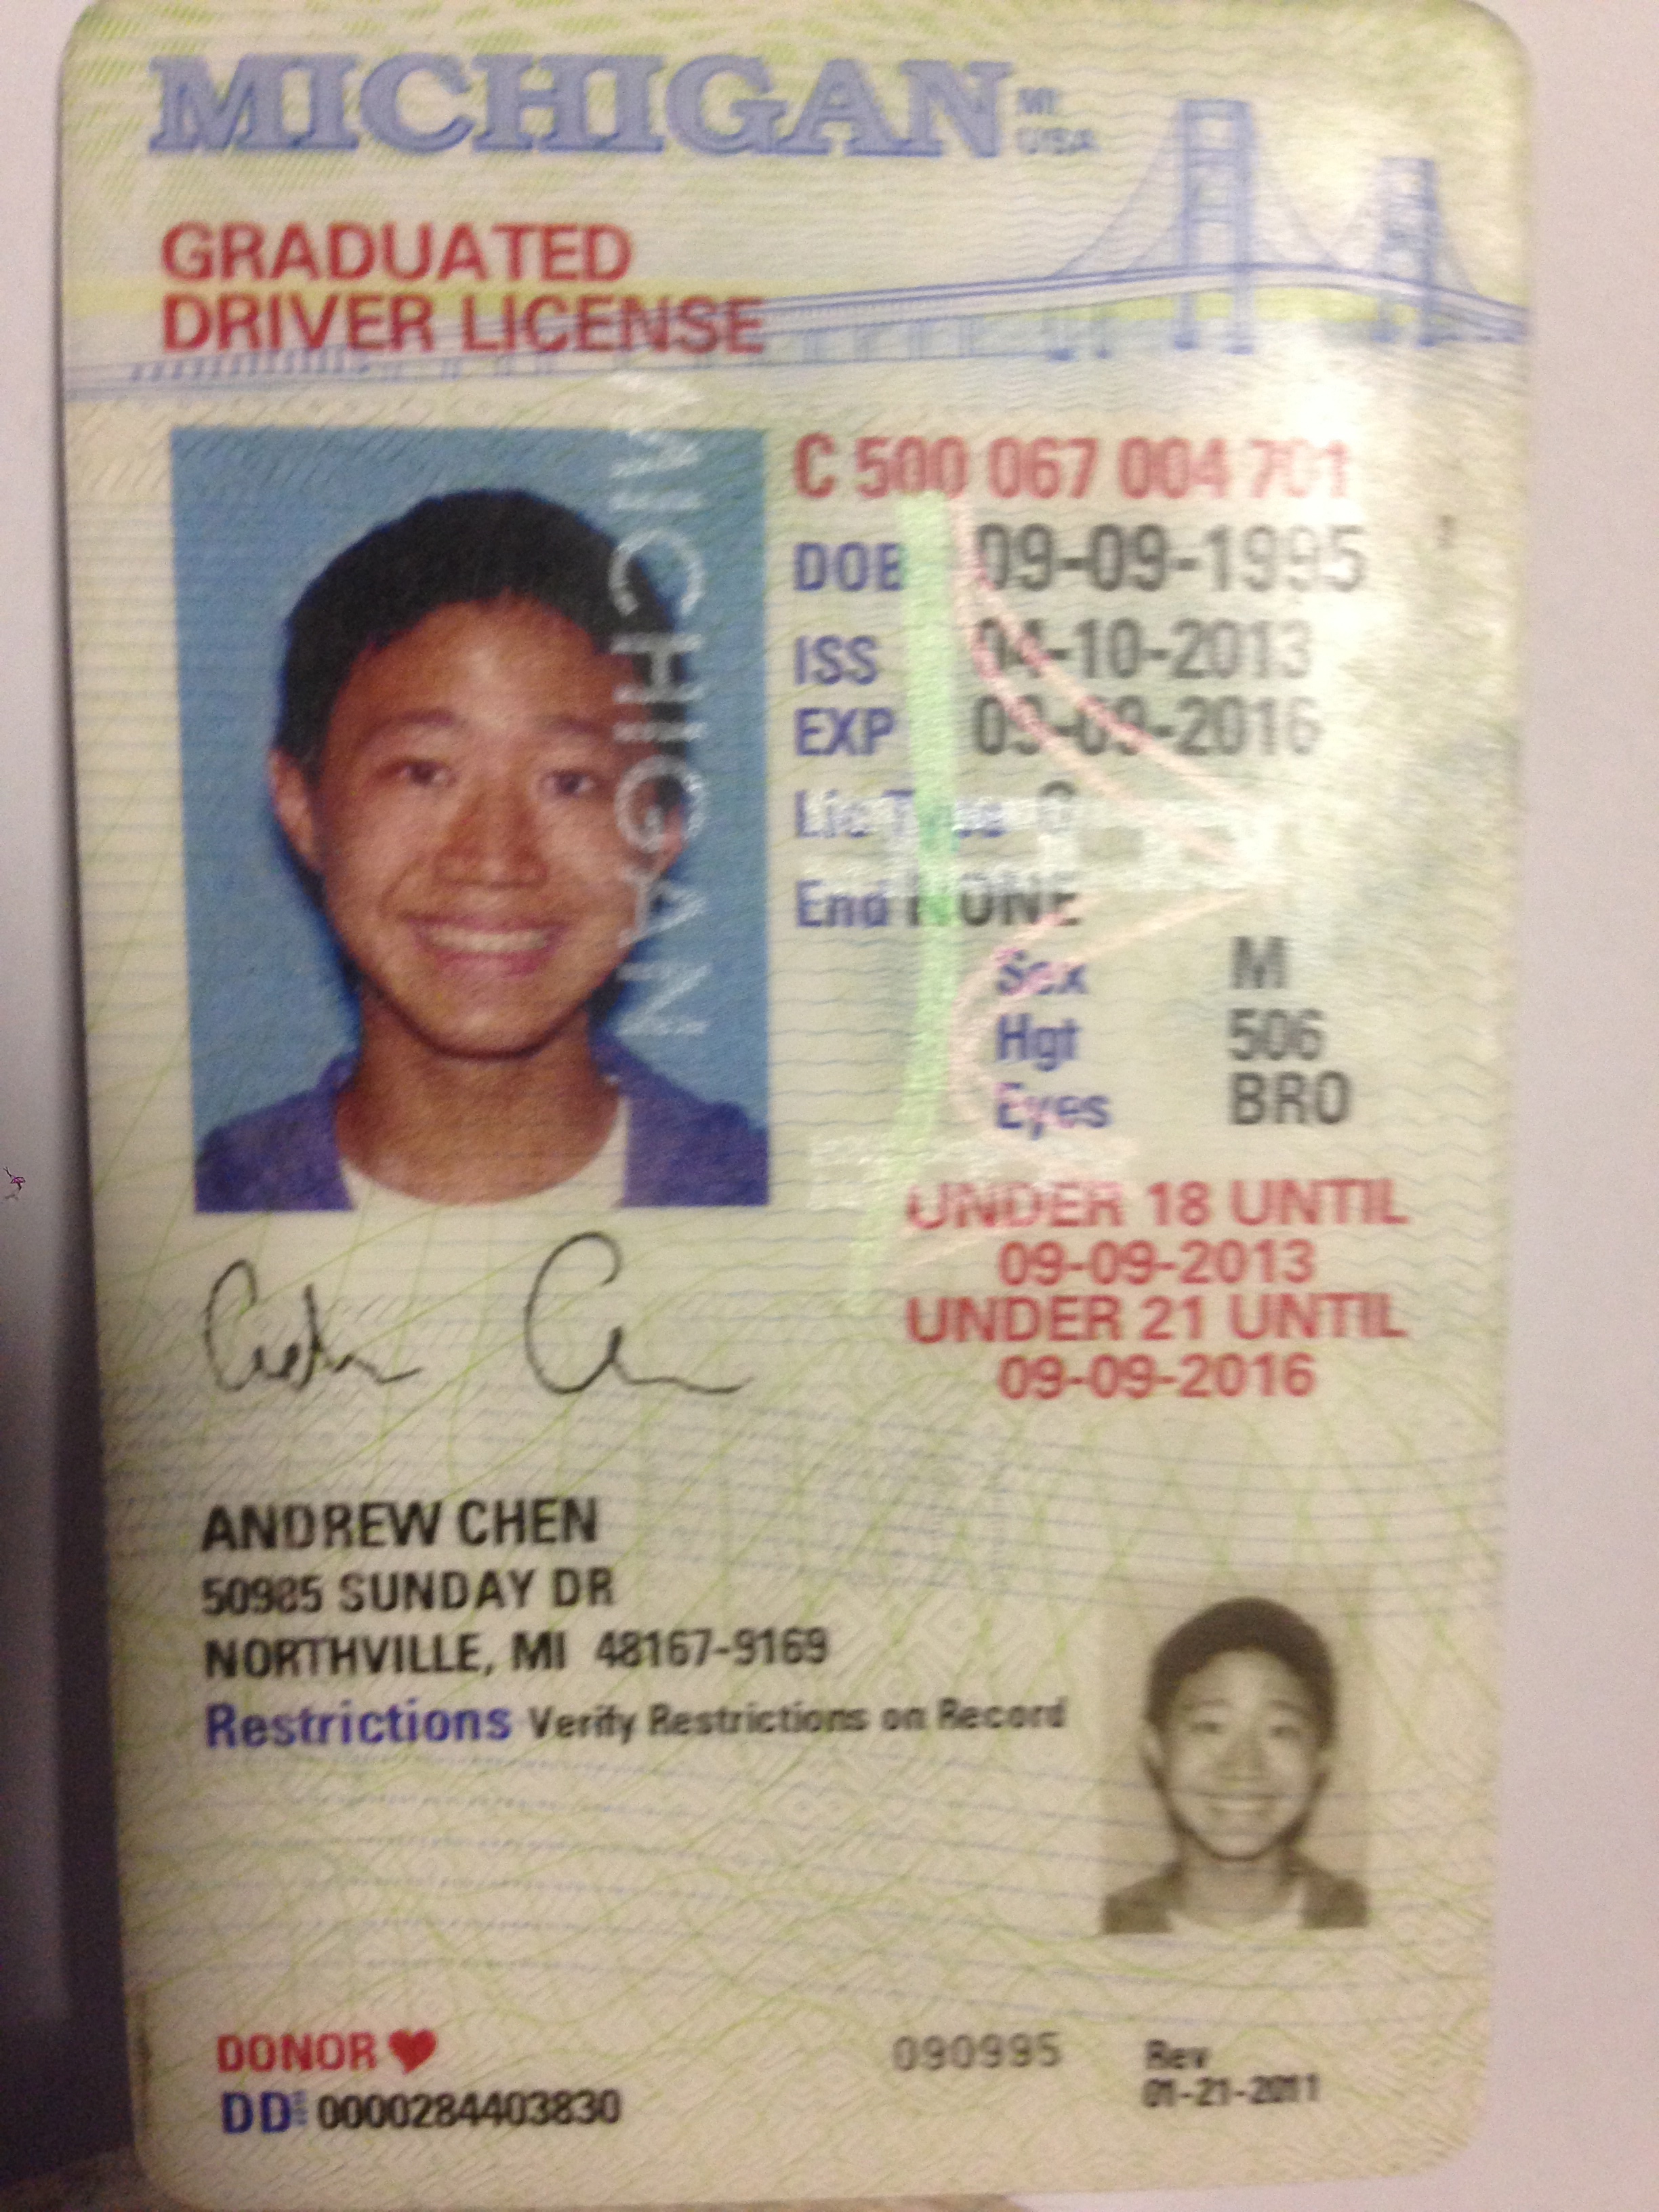 MICHIGAN MI
USA
GRADUATED
DRIVER LICENSE
MICHIGAN
C 500 067 004 701
DOB 09-09-1995
ISS 04-10-2013
EXP 09-09-2016
Lic Type
End NONE
Sex M
Hgt 506
Eyes BRO
UNDER 18 UNTIL
09-09-2013
UNDER 21 UNTIL
09-09-2016
ANDREW CHEN
50985 SUNDAY DR
NORTHVILLE, MI 48167-9169
Restrictions Verify Restrictions on Record
DONOR
DD 0000284403830
090995
Rev
01-21-2011